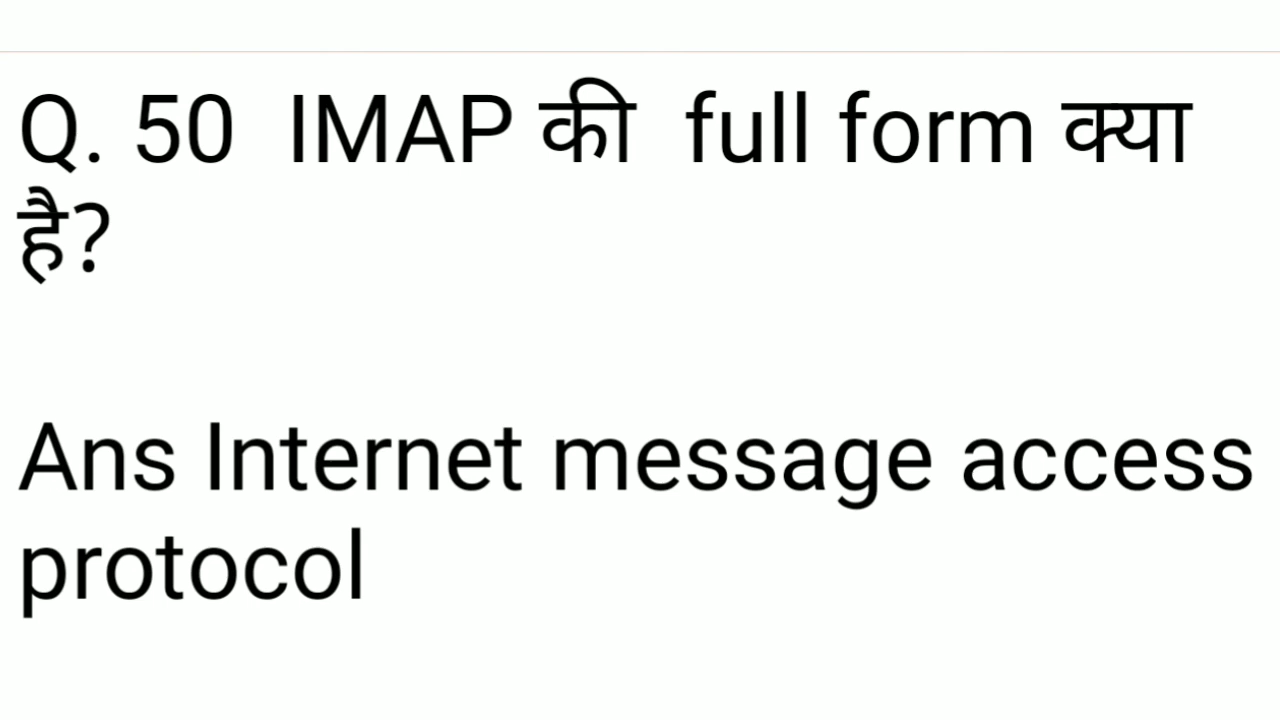 Q. 50 IMAP की full form क्या
है?
Ans Internet message access
protocol